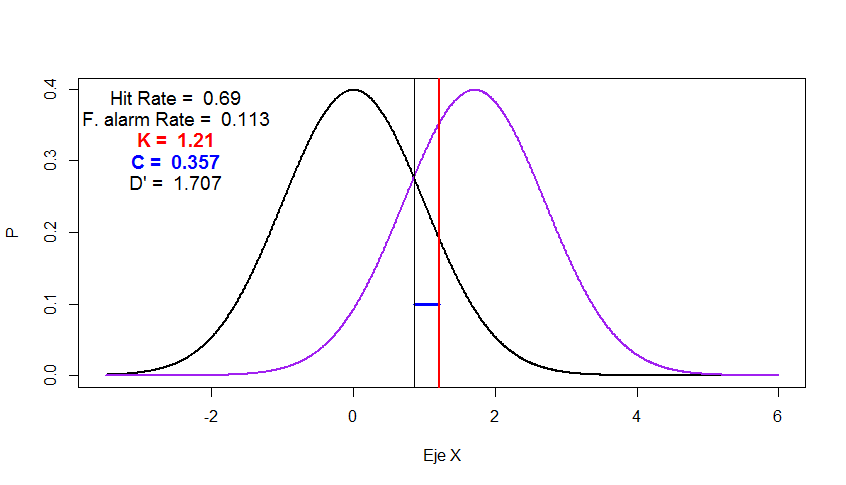 Hit Rate = 0.69
F. alarm Rate = 0.113
K = 1.21
C = 0.357
D' = 1.707
0.4
0.3
0.2
0.1
0.0
P
-2 0 2 4 6
Eje X